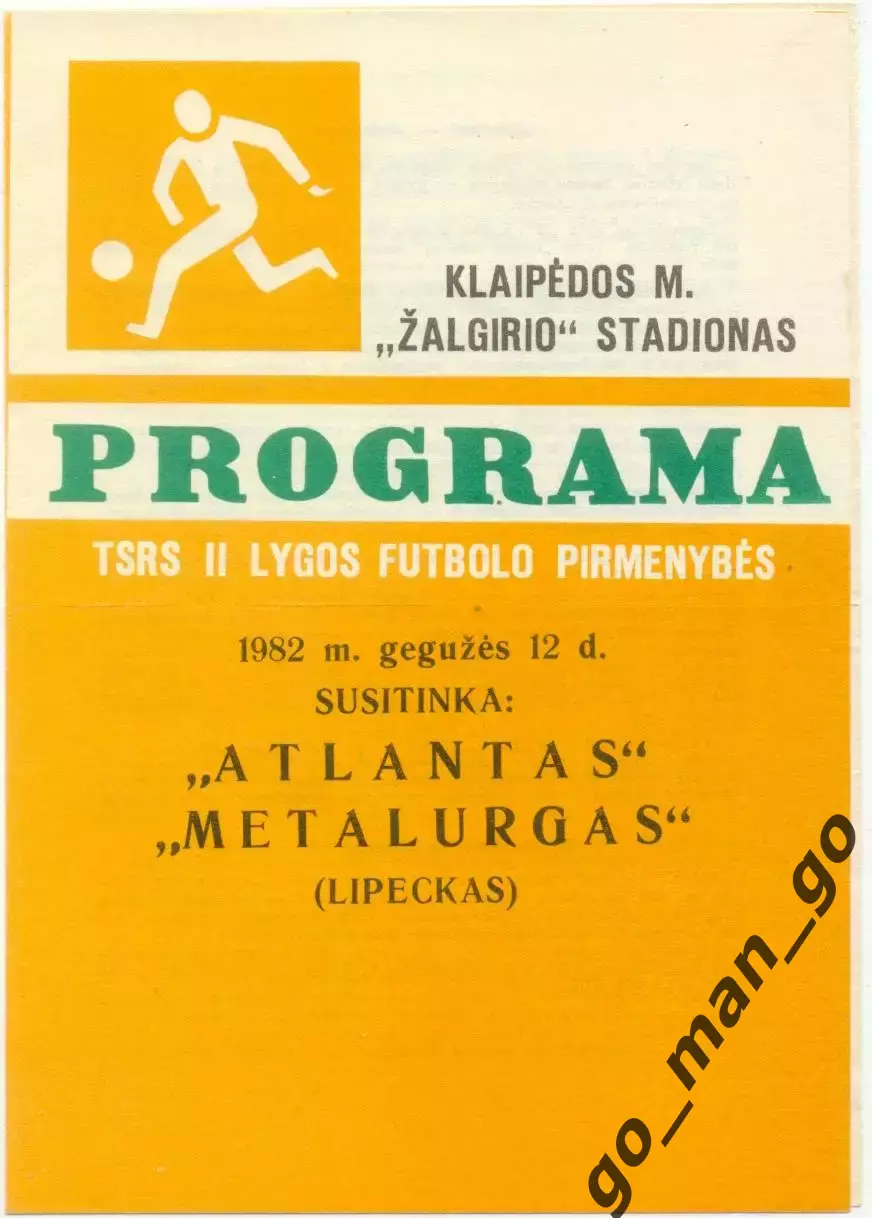 KLAIPĖDOS M.
„ŽALGIRIO“ STADIONAS
PROGRAMA
TSRS II LYGOS FUTBOLO PIRMENYBĖS
1982 m. gegužės 12 d.
SUSITINKA:
„ATLANTAS“
„METALURGAS“
(LIPECKAS)
go_man_go